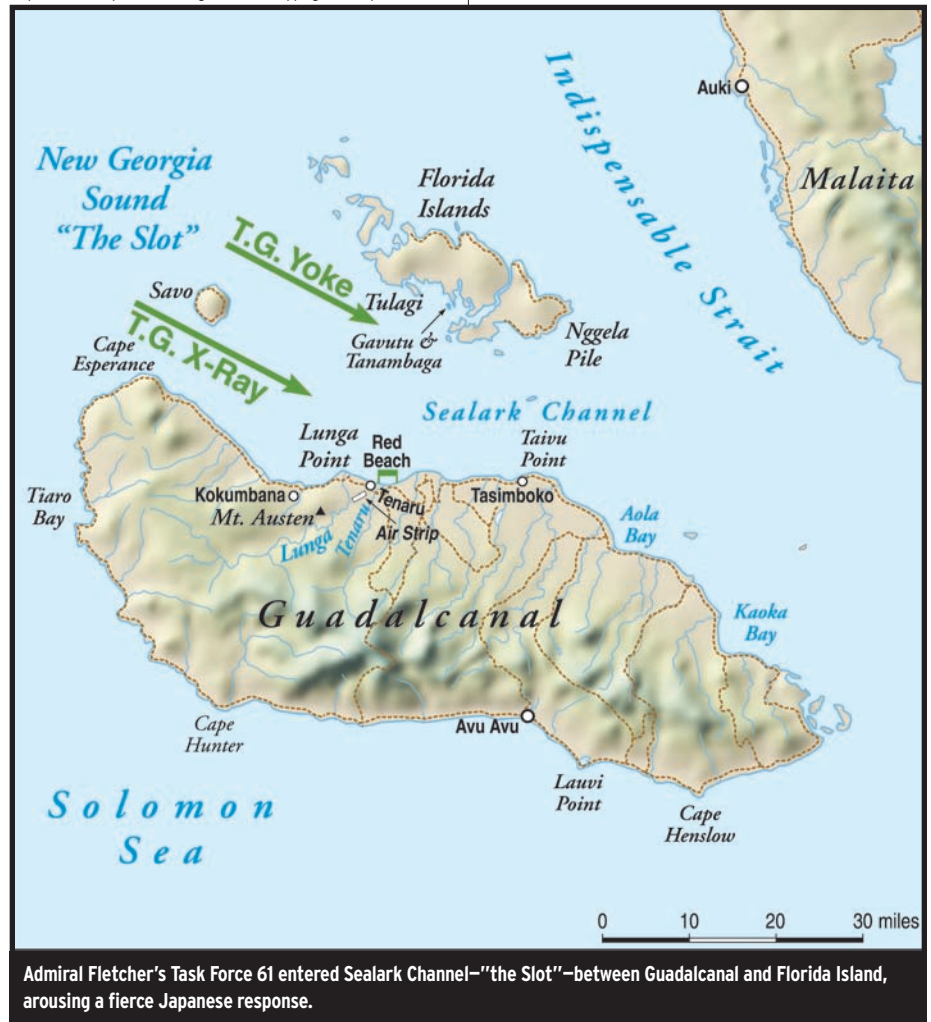 New Georgia
Sound
"The Slot"
T.G. Yoke
T.G. X-Ray
Savo
Cape
Esperance
Florida
Islands
Tulagi
Gavutu &
Tanambaga
Nggela
Pile
Indispensable Strait
Auki
Malaita
Sealark Channel
Lunga
Point
Red
Beach
Taivu
Point
Tiaro
Bay
Kokumbana
Mt. Austen
Tenaru
Tasimboko
Air Strip
Lunga
Tenaru
Aola
Bay
Guadalcanal
Kaoka
Bay
Cape
Hunter
Avu Avu
Lauvi
Point
Cape
Henslow
Solomon
Sea
0 10 20 30 miles
Admiral Fletcher's Task Force 61 entered Sealark Channel—"the Slot"—between Guadalcanal and Florida Island,
arousing a fierce Japanese response.